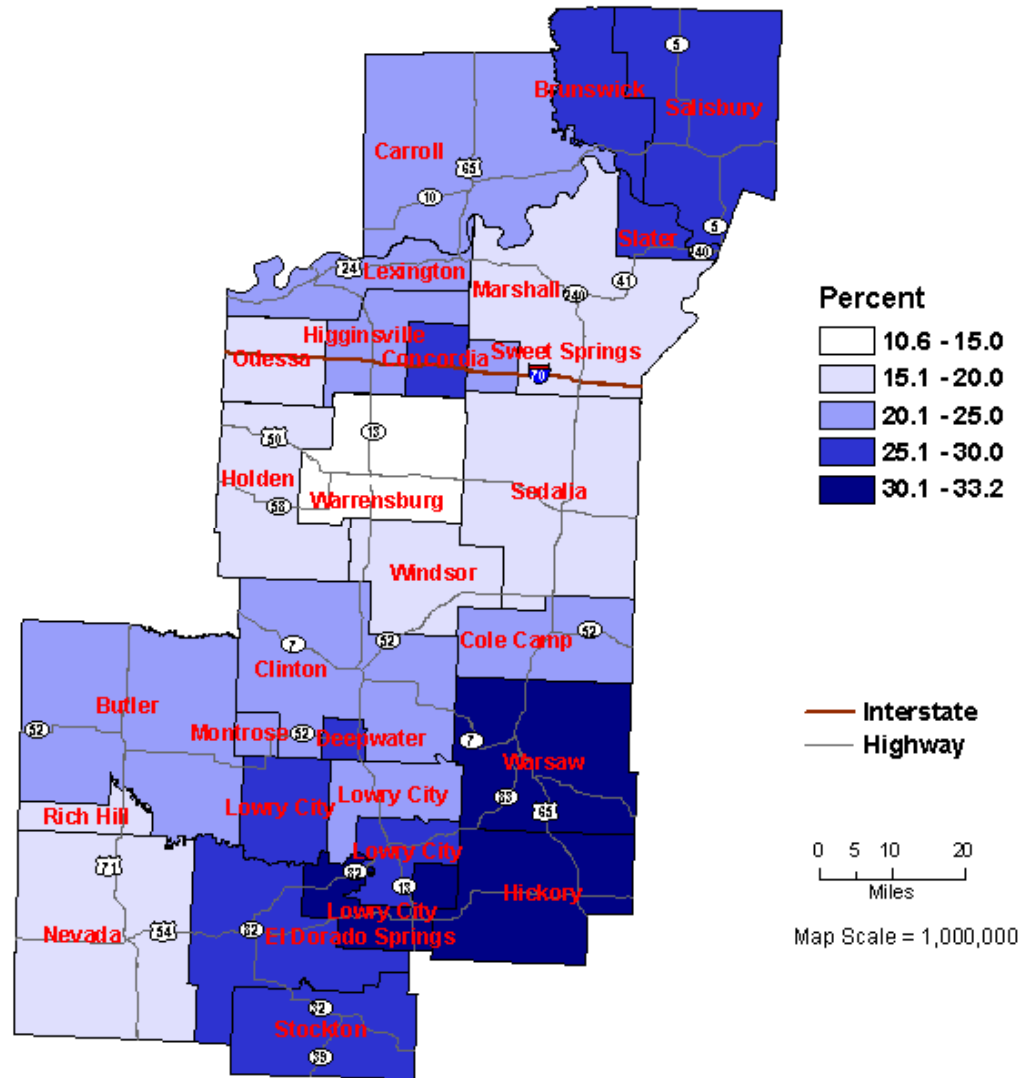 5
Brunswick
Salisbury
Carroll
65
10
5
Slater
40
24
Lexington
Marshall
41
240
Higginsville
Odessa
Concordia
Sweet Springs
70
13
50
Holden
58
Warrensburg
Sedalia
Windsor
7
52
Cole Camp
52
Clinton
Butler
52
Montrose
52
Deepwater
7
Warsaw
Lowry City
Lowry City
83
65
Rich Hill
Lowry City
71
82
13
Hickory
Lowry City
54
82
Nevada
El Dorado Springs
32
Stockton
39
Percent
10.6 - 15.0
15.1 - 20.0
20.1 - 25.0
25.1 - 30.0
30.1 - 33.2
Interstate
Highway
0 5 10 20
Miles
Map Scale = 1,000,000